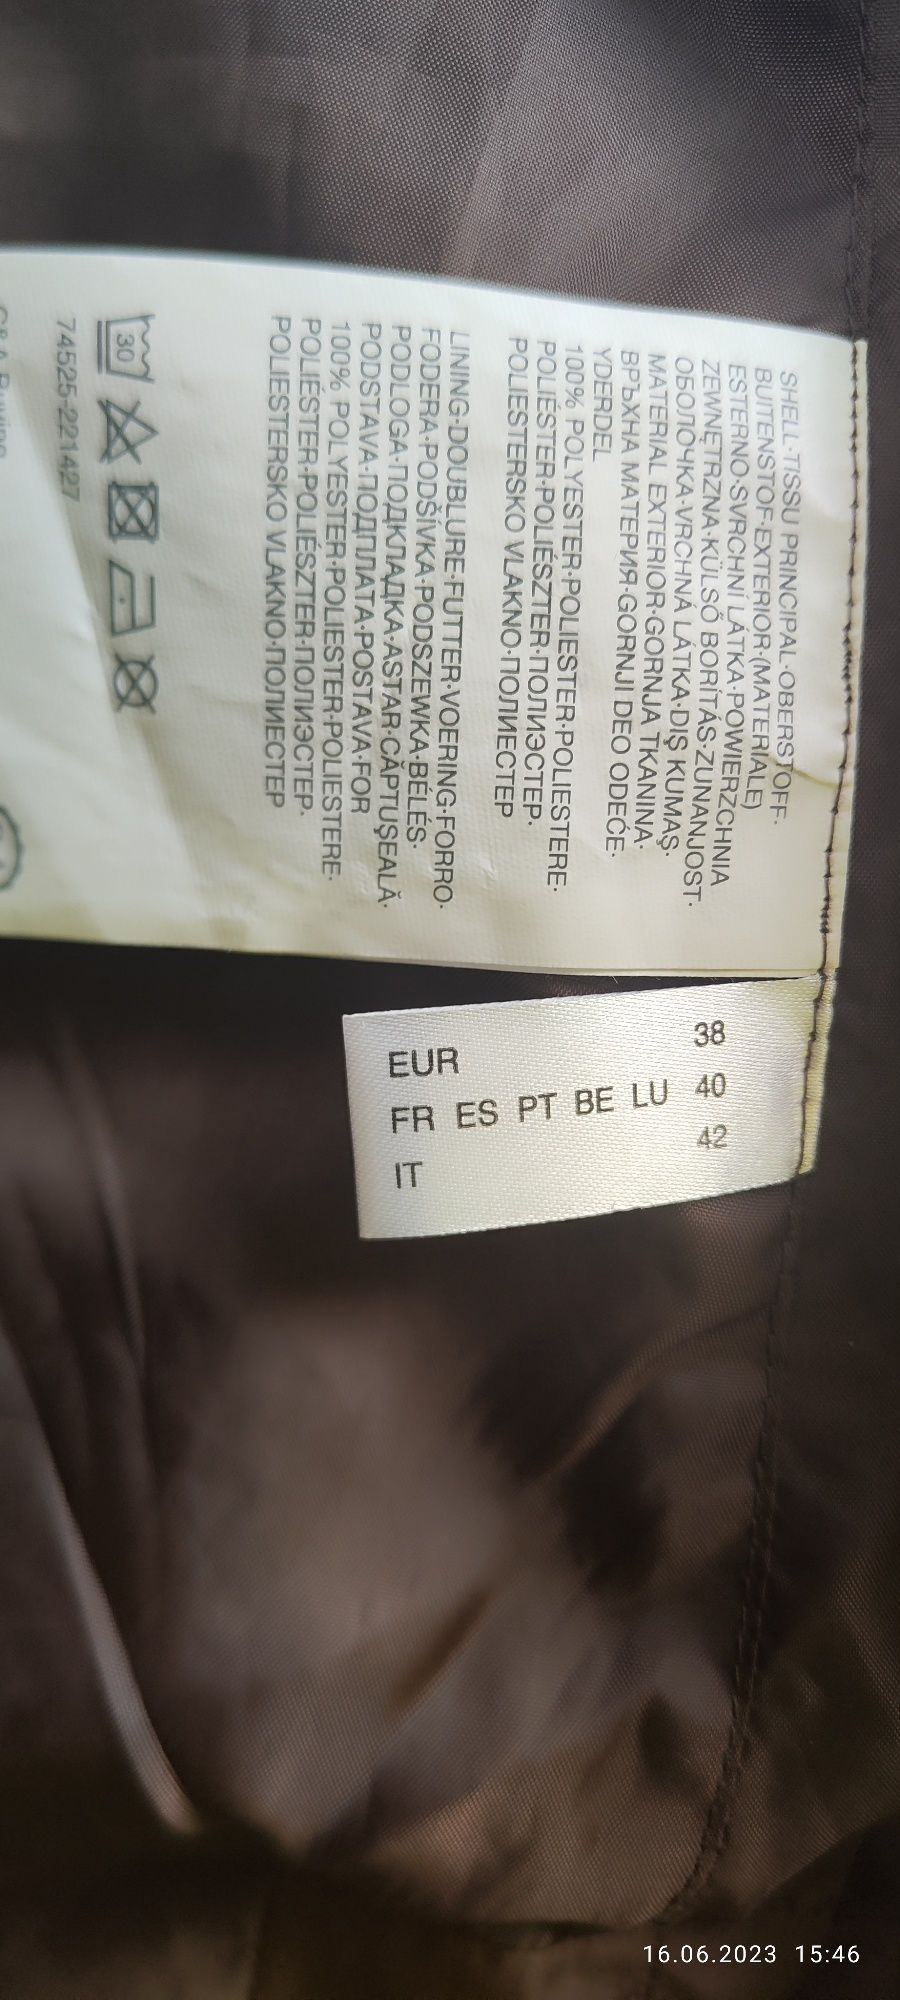 SHELL·TISSU PRINCIPAL·OBERSTOFF·
BUITENSTOF·EXTERIOR·(MATERIALE)
ESTERNO·SVRCHNÍ LÁTKA·POWIERZCHNIA
ZEWNĘTRZNA·KÜLSŐ BORÍTÁS·ZUNANJOST·
ОБОЛОЧКА·VRCHNÁ LÁTKA·DIŞ KUMAŞ·
MATERIAL EXTERIOR·GORNJA TKANINA·
ВРЪХНА МАТЕРИЯ·GORNJI DEO ODEĆE·
YDERDEL
100% POLYESTER·POLIESTER·POLIESTERE·
POLIÉSTER·POLIÉSZTER·ПОЛИЭСТЕР·
POLIESTERSKO VLAKNO·ПОЛИЕСТЕР
LINING·DOUBLURE·FUTTER·VOERING·FORRO·
FODERA·PODŠÍVKA·PODSZEWKA·BÉLÉS·
PODLOGA·ПОДКЛАДКА·ASTAR·CĂPTUŞEALĂ·
PODSTAVA·ПОДПЛАТА·POSTAVA·FOR
100% POLYESTER·POLIESTER·POLIESTERE·
POLIÉSTER·POLIÉSZTER·ПОЛИЭСТЕР·
POLIESTERSKO VLAKNO·ПОЛИЕСТЕР
30
74525-221427
EUR 38
FR ES PT BE LU 40
IT 42
16.06.2023 15:46